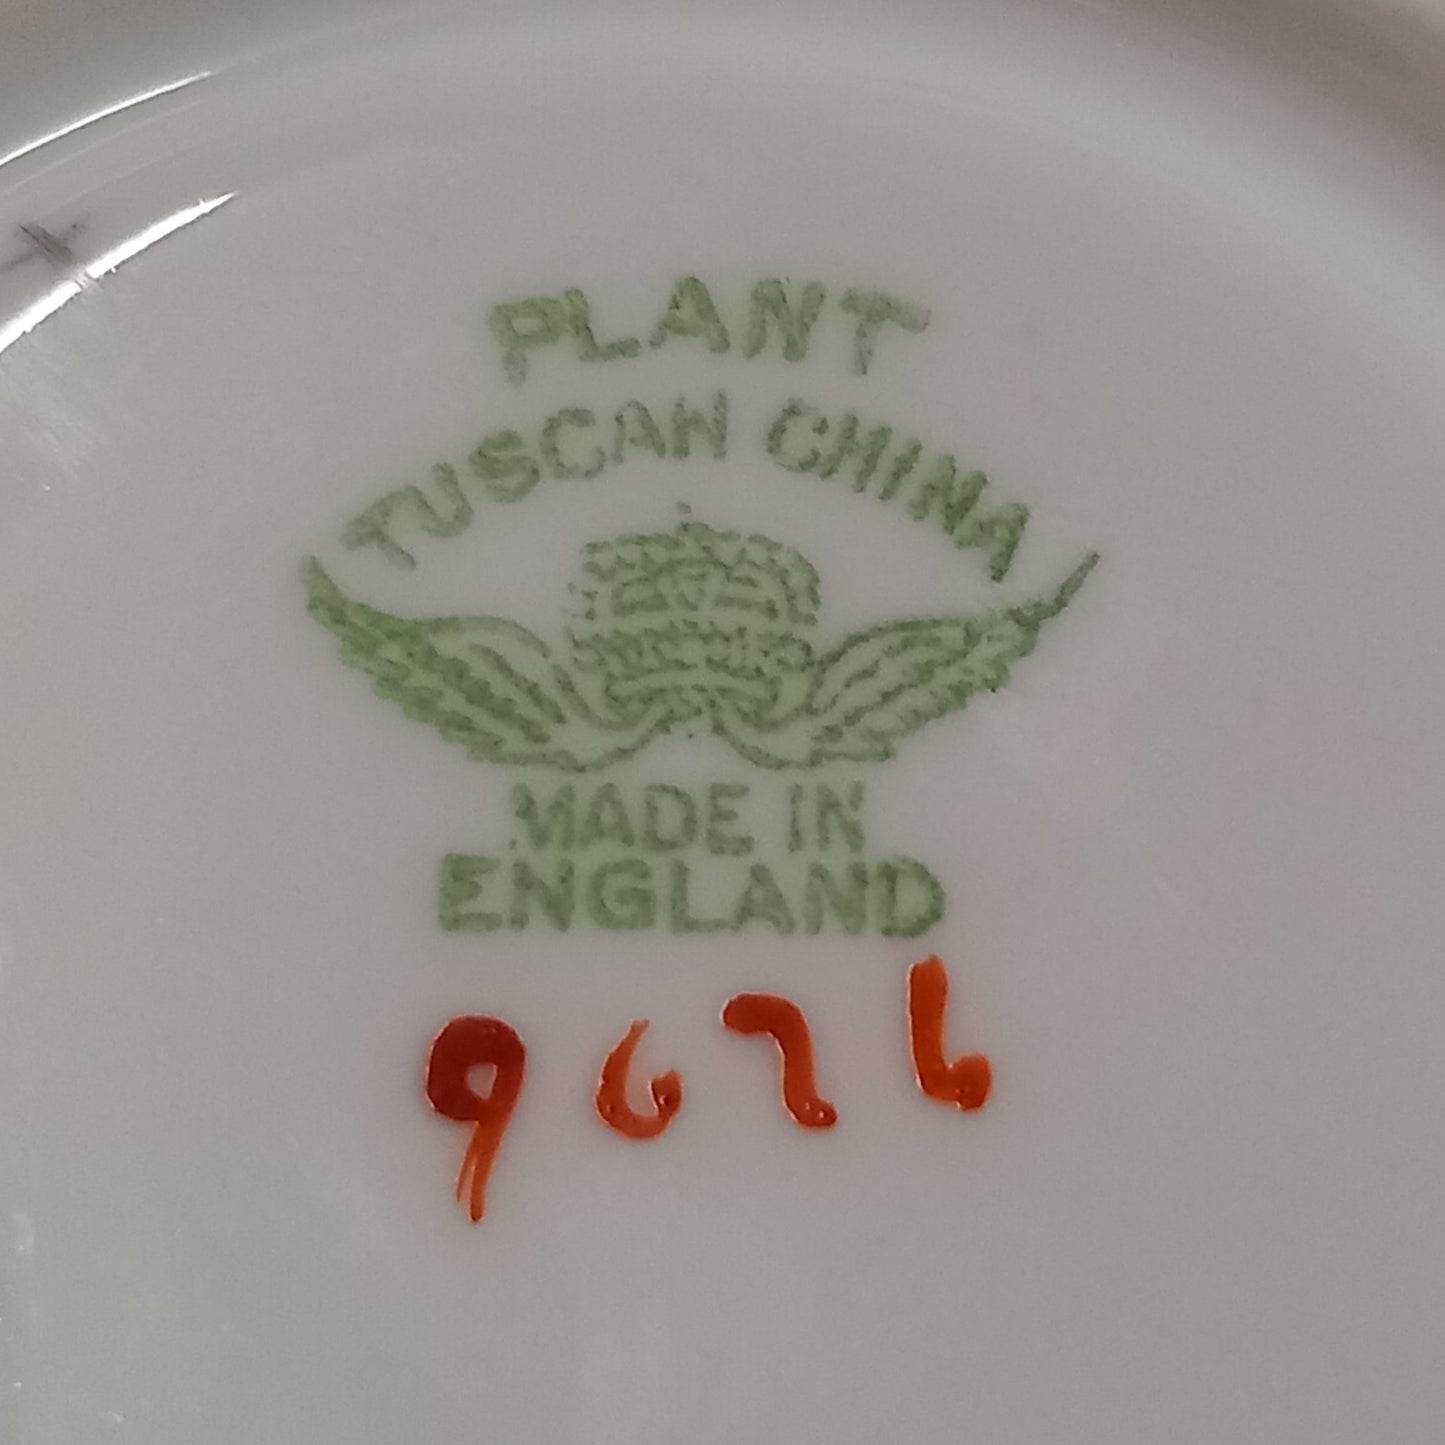 PLANT
TUSCAN CHINA
MADE IN
ENGLAND
9676